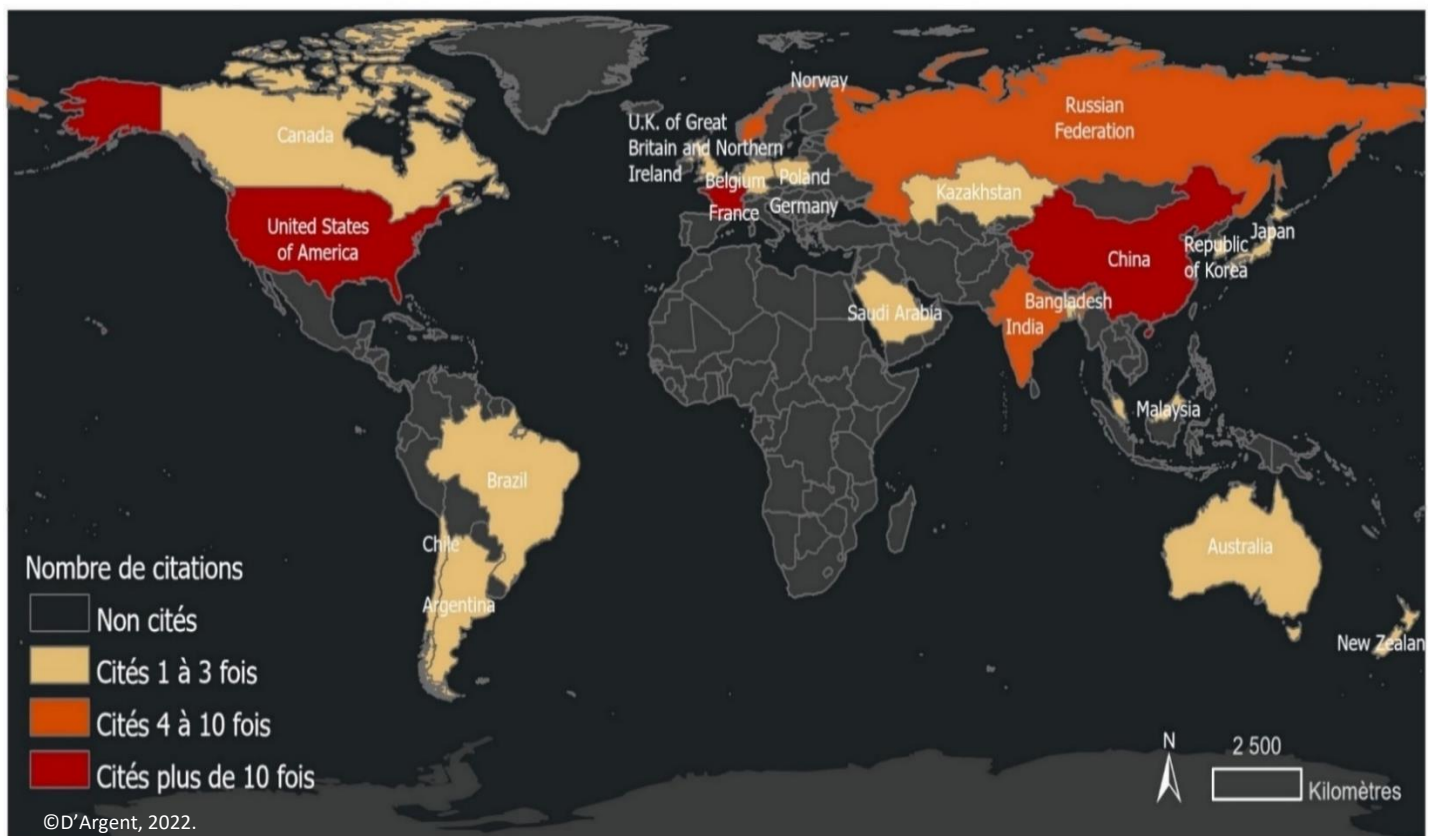 Norway
Russian
Federation
U.K. of Great
Britain and Northern
Ireland
Canada
Belgium
Poland
Kazakhstan
France
Germany
United States
of America
Japan
Republic
of Korea
China
Bangladesh
Saudi Arabia
India
Malaysia
Brazil
Chile
Australia
Argentina
New Zealan
Nombre de citations
Non cités
Cités 1 à 3 fois
Cités 4 à 10 fois
Cités plus de 10 fois
N
2 500
Kilomètres
©D’Argent, 2022.